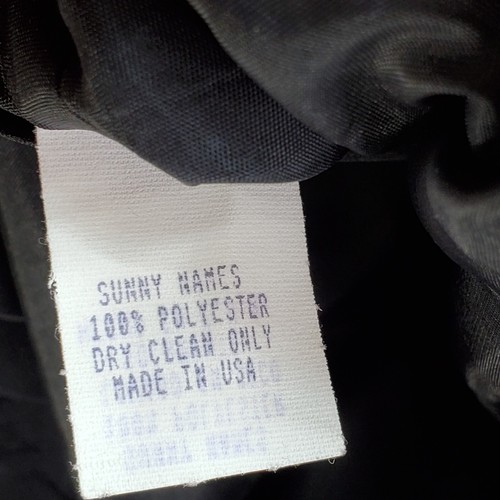 SUNNY NAMES
100% POLYESTER
DRY CLEAN ONLY
MADE IN USA